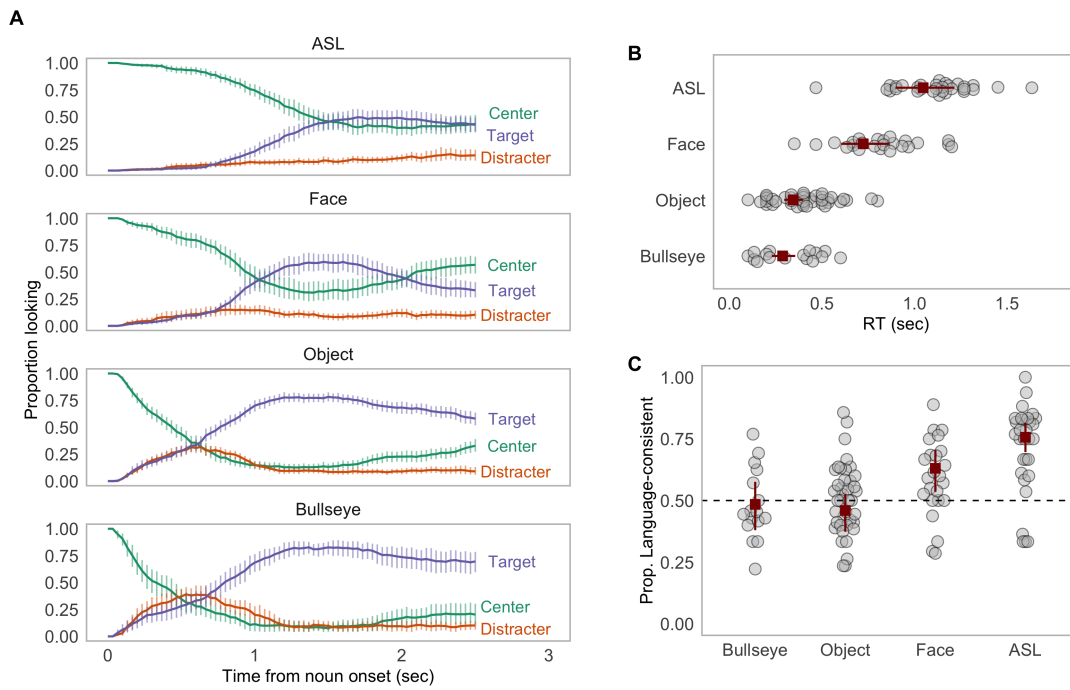 A
ASL
1.00
0.75
0.50
0.25
0.00
Center
Target
Distracter
Face
1.00
0.75
0.50
0.25
0.00
Center
Target
Distracter
Object
1.00
0.75
0.50
0.25
0.00
Target
Center
Distracter
Bullseye
1.00
0.75
0.50
0.25
0.00
Target
Center
Distracter
0 1 2 3
Time from noun onset (sec)
Proportion looking
B
ASL
Face
Object
Bullseye
0.0 0.5 1.0 1.5
RT (sec)
C
1.00
0.75
0.50
0.25
0.00
Prop. Language-consistent
Bullseye Object Face ASL